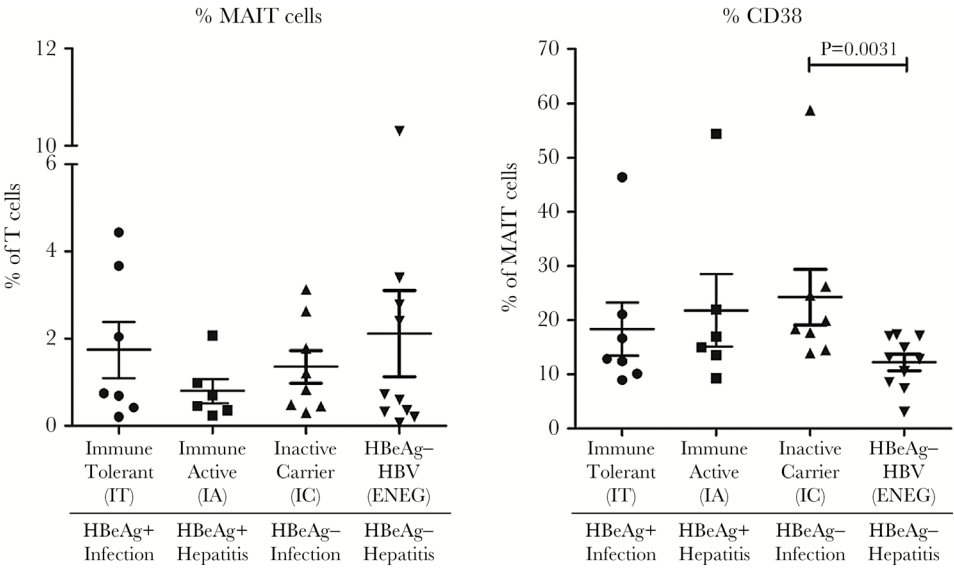 % MAIT cells
12
10
6
4
2
0
% of T cells
Immune
Tolerant
(IT)
Immune
Active
(IA)
Inactive
Carrier
(IC)
HBeAg–
HBV
(ENEG)
HBeAg+
Infection
HBeAg+
Hepatitis
HBeAg–
Infection
HBeAg–
Hepatitis
% CD38
P=0.0031
70
60
50
40
30
20
10
0
% of MAIT cells
Immune
Tolerant
(IT)
Immune
Active
(IA)
Inactive
Carrier
(IC)
HBeAg–
HBV
(ENEG)
HBeAg+
Infection
HBeAg+
Hepatitis
HBeAg–
Infection
HBeAg–
Hepatitis